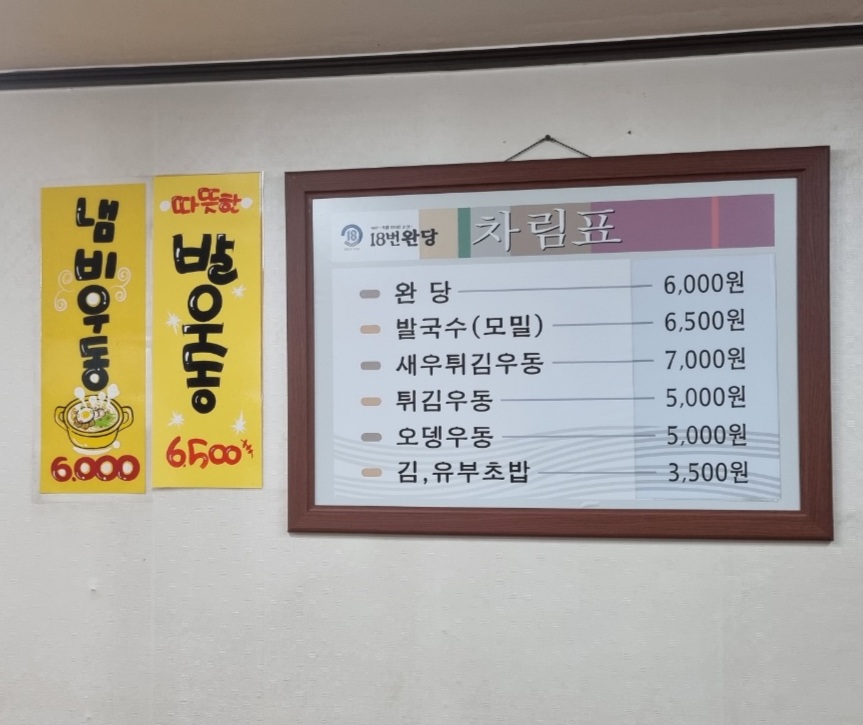 냄비우동
6.000
따뜻한
발우동
6.500
18번완당
차림표
완 당 6,000원
발국수(모밀) 6,500원
새우튀김우동 7,000원
튀김우동 5,000원
오뎅우동 5,000원
김,유부초밥 3,500원